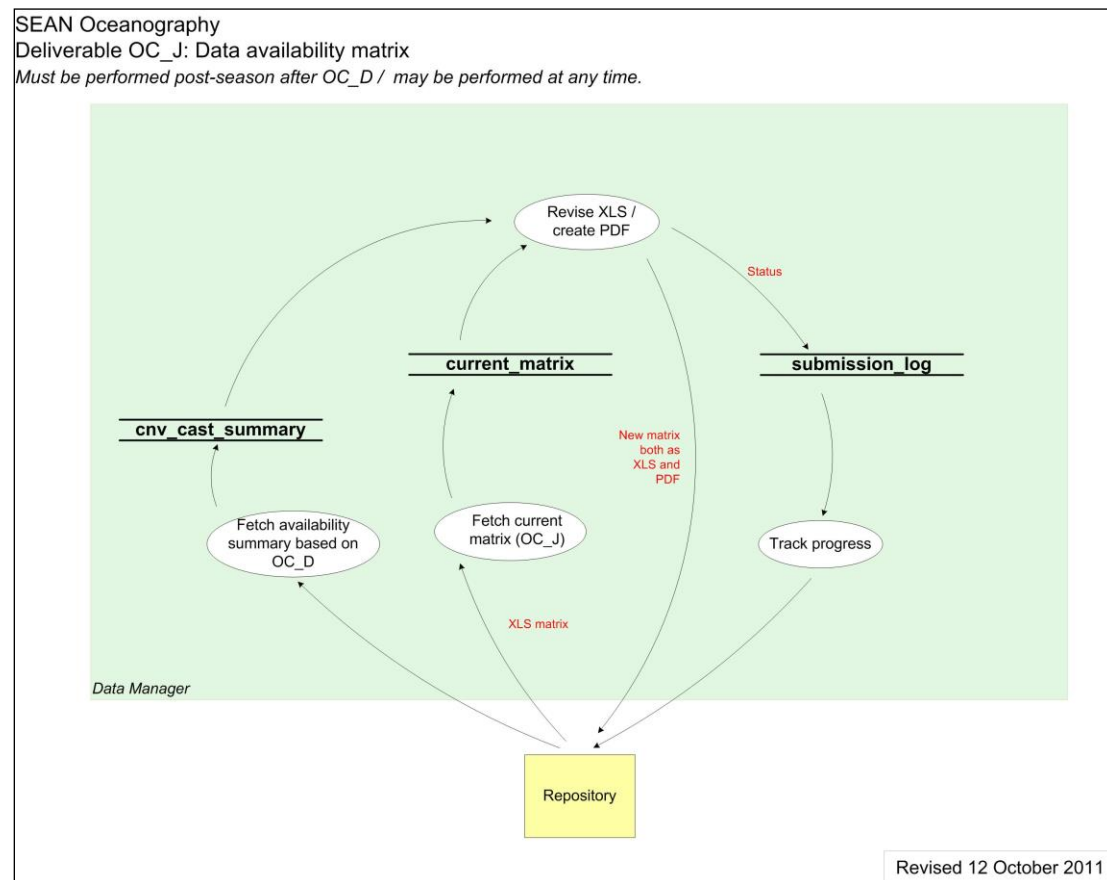 SEAN Oceanography
Deliverable OC_J: Data availability matrix
Must be performed post-season after OC_D / may be performed at any time.
Revise XLS /
create PDF
Status
current_matrix
submission_log
cnv_cast_summary
New matrix
both as
XLS and
PDF
Fetch availability
summary based on
OC_D
Fetch current
matrix (OC_J)
Track progress
XLS matrix
Data Manager
Repository
Revised 12 October 2011